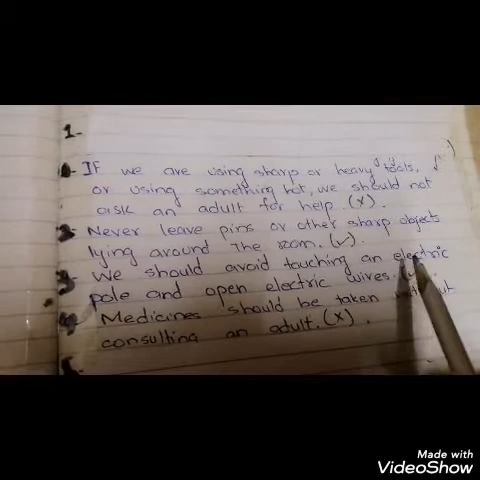 1-
1- If we are using sharp or heavy tools,
or using something hot, we should not
ask an adult for help. (X).
2- Never leave pins or other sharp objects
lying around The room. (✓).
3- We should avoid touching an electric
pole and open electric wires.
4- Medicines should be taken
consulting an adult. (X).
Made with
VideoShow